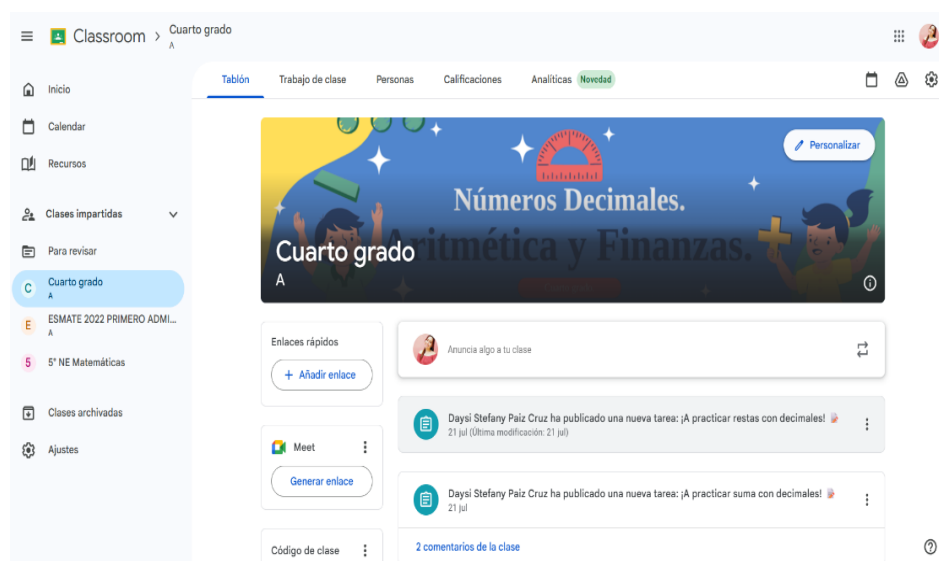 Classroom > Cuarto grado
A
Tablón Trabajo de clase Personas Calificaciones Analíticas Novedad
Inicio
Calendar
Recursos
Clases impartidas
Para revisar
C Cuarto grado
A
E ESMATE 2022 PRIMERO ADMI...
A
5 5° NE Matemáticas
Clases archivadas
Ajustes
Personalizar
Números Decimales.
Aritmética y Finanzas.
Cuarto grado
A
Enlaces rápidos
+ Añadir enlace
Meet
Generar enlace
Código de clase
Anuncia algo a tu clase
Daysi Stefany Paiz Cruz ha publicado una nueva tarea: ¡A practicar restas con decimales! 📝
21 jul (Última modificación: 21 jul)
Daysi Stefany Paiz Cruz ha publicado una nueva tarea: ¡A practicar suma con decimales! 📝
21 jul
2 comentarios de la clase